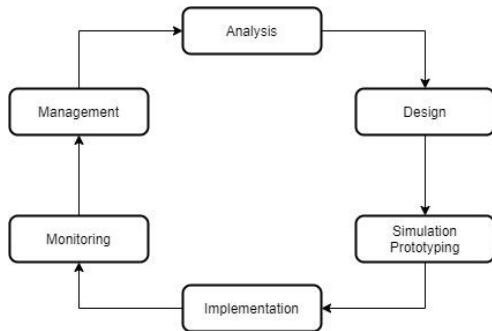 Analysis
Design
Simulation
Prototyping
Implementation
Monitoring
Management